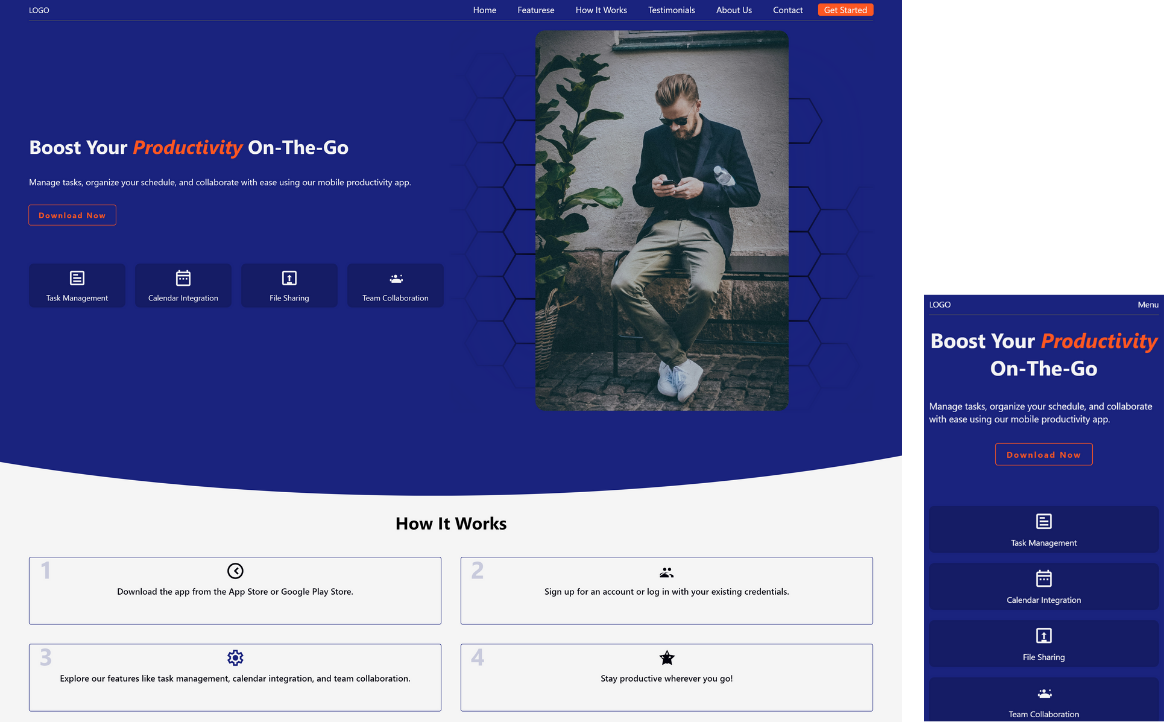 LOGO
Home Featurese How It Works Testimonials About Us Contact Get Started
Boost Your Productivity On-The-Go
Manage tasks, organize your schedule, and collaborate with ease using our mobile productivity app.
Download Now
Task Management Calendar Integration File Sharing Team Collaboration
How It Works
1
Download the app from the App Store or Google Play Store.
2
Sign up for an account or log in with your existing credentials.
3
Explore our features like task management, calendar integration, and team collaboration.
4
Stay productive wherever you go!
LOGO Menu
Boost Your Productivity
On-The-Go
Manage tasks, organize your schedule, and collaborate
with ease using our mobile productivity app.
Download Now
Task Management
Calendar Integration
File Sharing
Team Collaboration